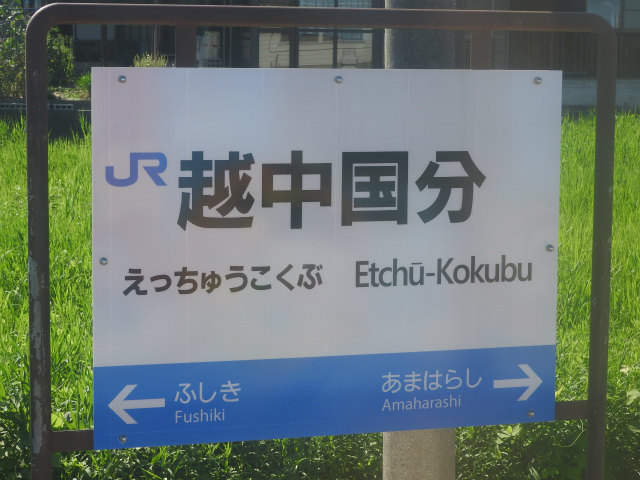 JR 越中国分
えっちゅうこくぶ Etchū-Kokubu
← ふしき あまはらし →
Fushiki Amaharashi